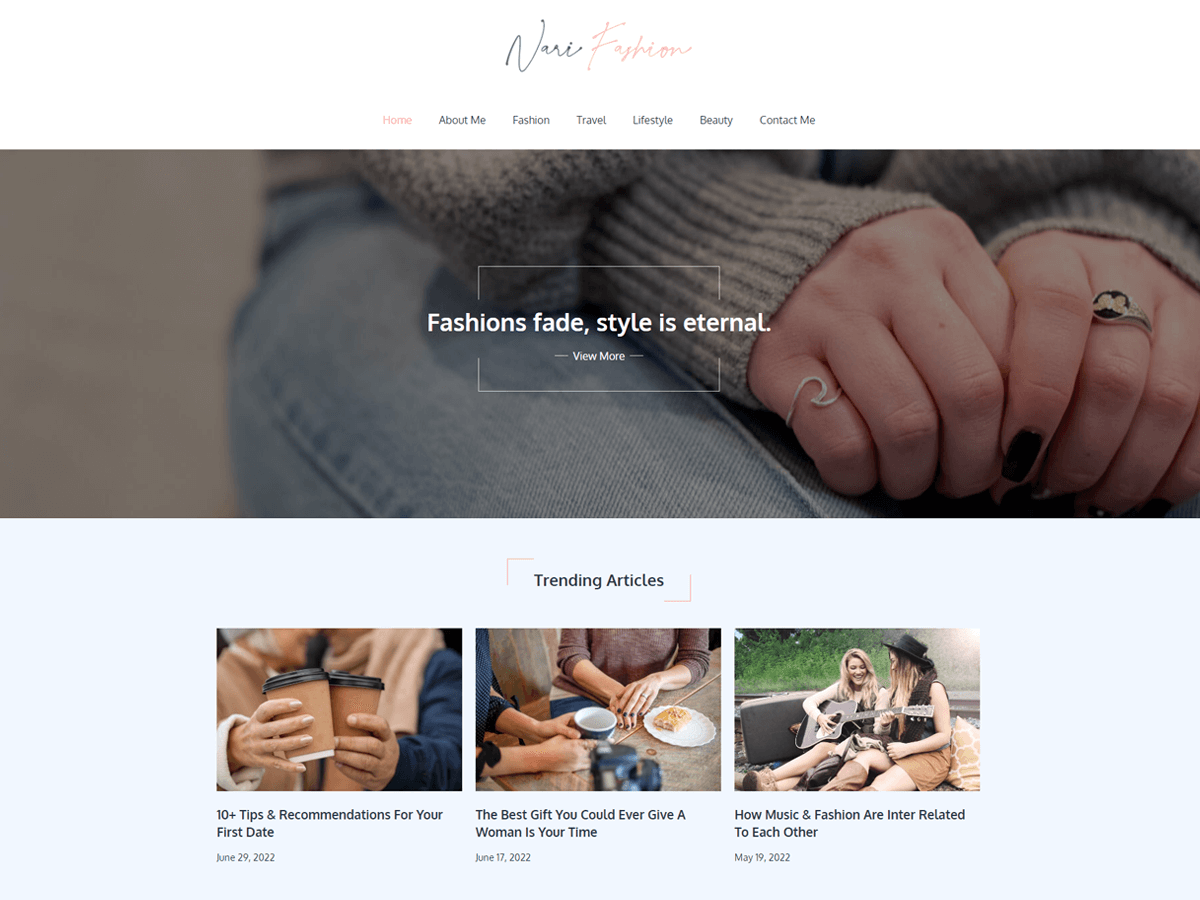 Nari Fashion
Home About Me Fashion Travel Lifestyle Beauty Contact Me
Fashions fade, style is eternal.
View More
Trending Articles
10+ Tips & Recommendations For Your
First Date
June 29, 2022
The Best Gift You Could Ever Give A
Woman Is Your Time
June 17, 2022
How Music & Fashion Are Inter Related
To Each Other
May 19, 2022